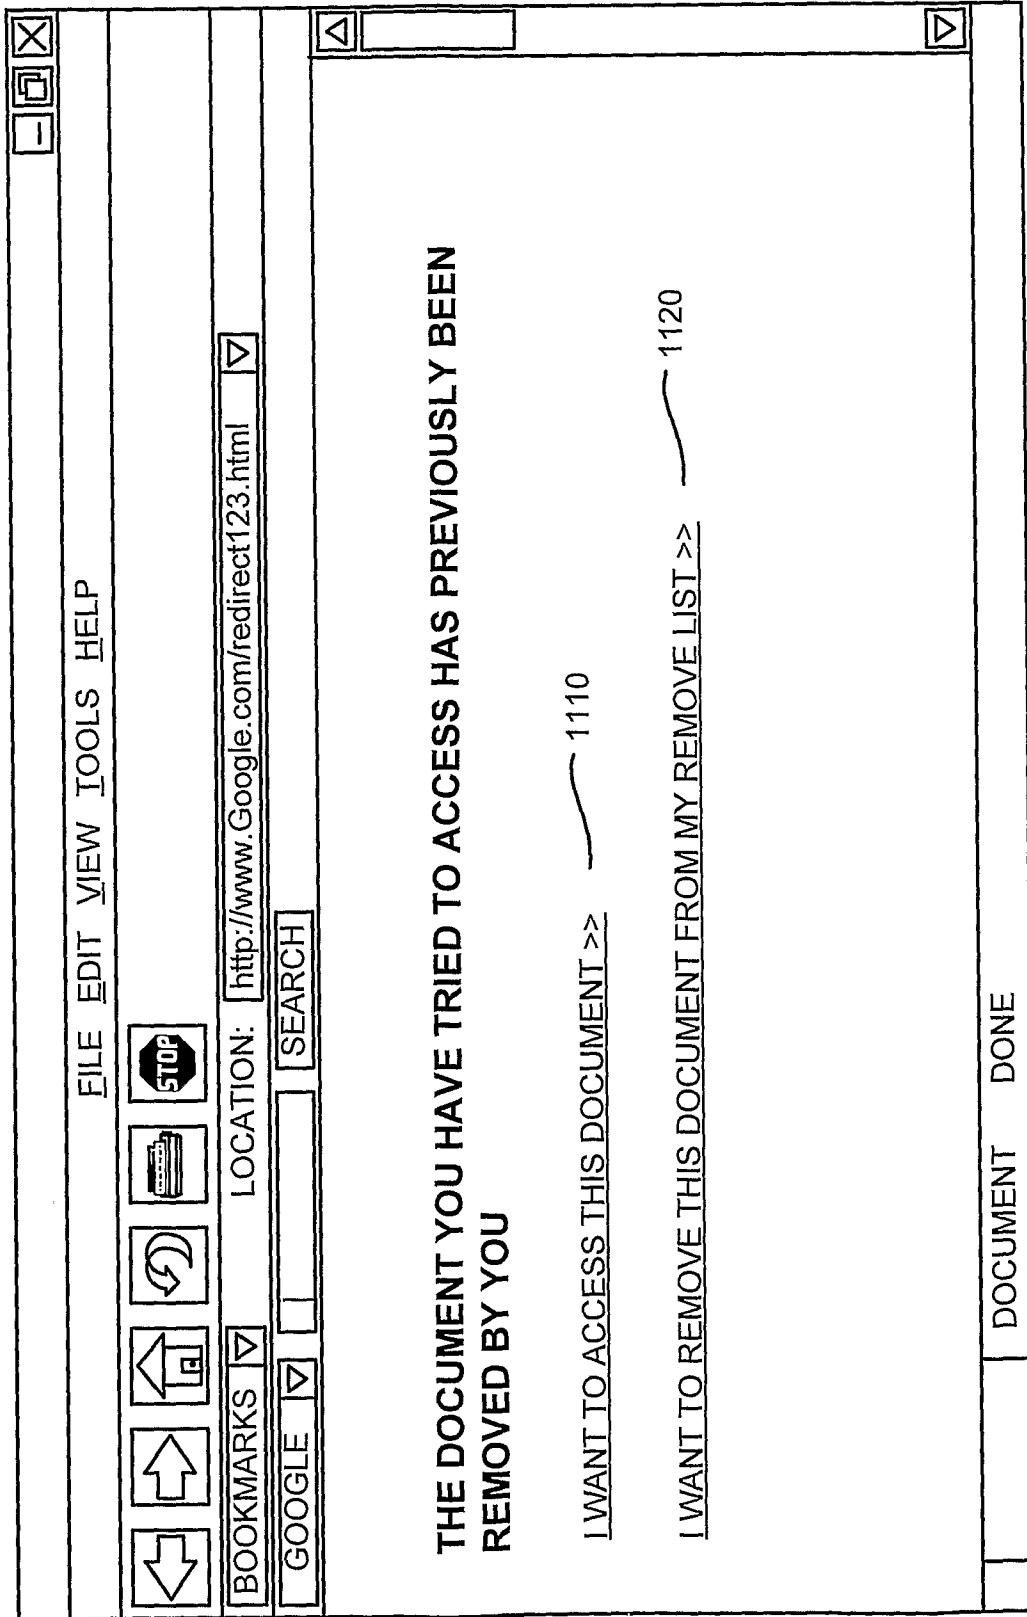 FILE EDIT VIEW TOOLS HELP
STOP
BOOKMARKS LOCATION: http://www.Google.com/redirect123.html
GOOGLE SEARCH
THE DOCUMENT YOU HAVE TRIED TO ACCESS HAS PREVIOUSLY BEEN
REMOVED BY YOU
I WANT TO ACCESS THIS DOCUMENT >> 1110
I WANT TO REMOVE THIS DOCUMENT FROM MY REMOVE LIST >> 1120
DOCUMENT DONE